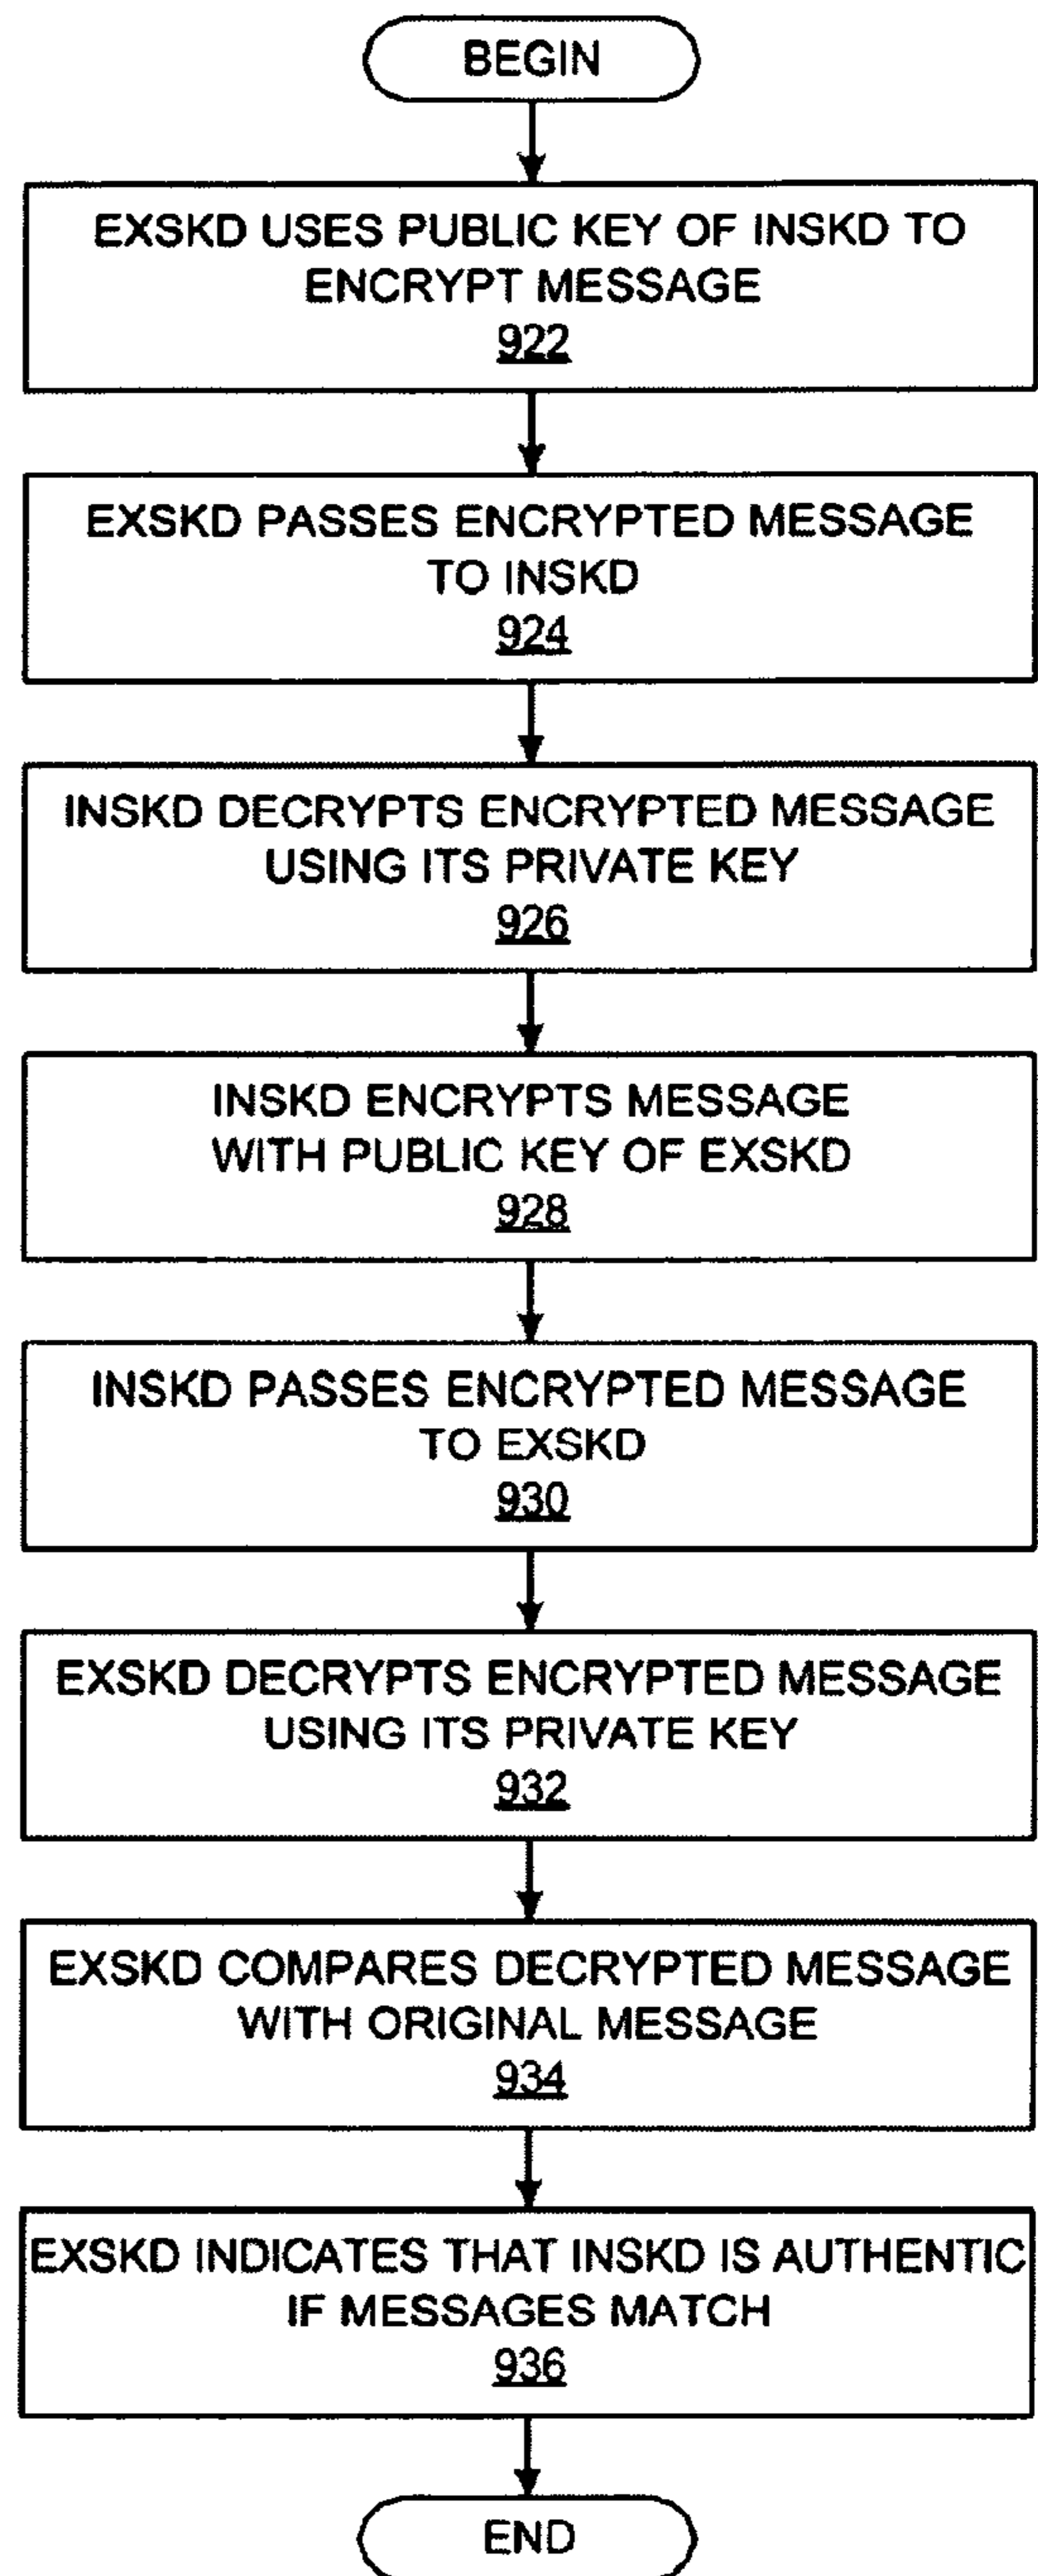 BEGIN
EXSKD USES PUBLIC KEY OF INSKD TO
ENCRYPT MESSAGE
922
EXSKD PASSES ENCRYPTED MESSAGE
TO INSKD
924
INSKD DECRYPTS ENCRYPTED MESSAGE
USING ITS PRIVATE KEY
926
INSKD ENCRYPTS MESSAGE
WITH PUBLIC KEY OF EXSKD
928
INSKD PASSES ENCRYPTED MESSAGE
TO EXSKD
930
EXSKD DECRYPTS ENCRYPTED MESSAGE
USING ITS PRIVATE KEY
932
EXSKD COMPARES DECRYPTED MESSAGE
WITH ORIGINAL MESSAGE
934
EXSKD INDICATES THAT INSKD IS AUTHENTIC
IF MESSAGES MATCH
936
END